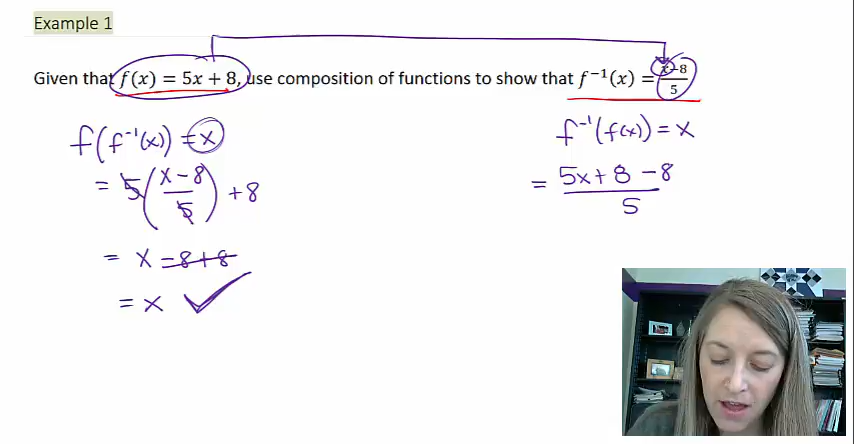 Example 1
Given that f(x) = 5x + 8, use composition of functions to show that f⁻¹(x) = (x−8)/5
f(f⁻¹(x)) = x
= 5((x−8)/5) + 8
= x −8+8
= x ✓
f⁻¹(f(x)) = x
= (5x+8 −8)/5